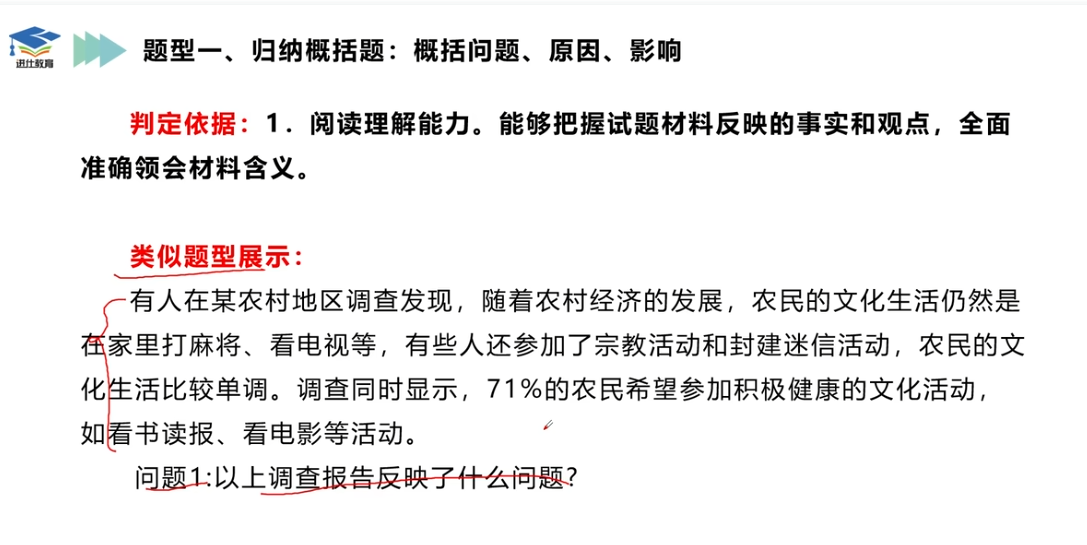 进仕教育
题型一、归纳概括题：概括问题、原因、影响
判定依据：1．阅读理解能力。能够把握试题材料反映的事实和观点，全面
准确领会材料含义。
类似题型展示：
有人在某农村地区调查发现，随着农村经济的发展，农民的文化生活仍然是
在家里打麻将、看电视等，有些人还参加了宗教活动和封建迷信活动，农民的文
化生活比较单调。调查同时显示，71%的农民希望参加积极健康的文化活动，
如看书读报、看电影等活动。
问题1:以上调查报告反映了什么问题?